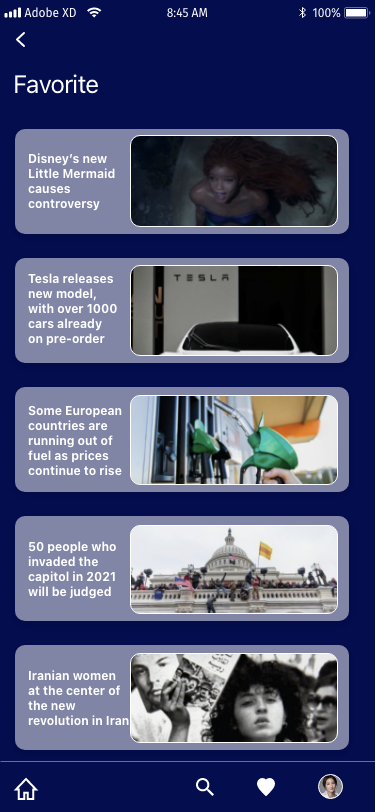 Adobe XD 8:45 AM 100%
Favorite
Disney's new
Little Mermaid
causes
controversy
Tesla releases
new model,
with over 1000
cars already
on pre-order
TESLA
Some European
countries are
running out of
fuel as prices
continue to rise
50 people who
invaded the
capitol in 2021
will be judged
Iranian women
at the center of
the new
revolution in Iran